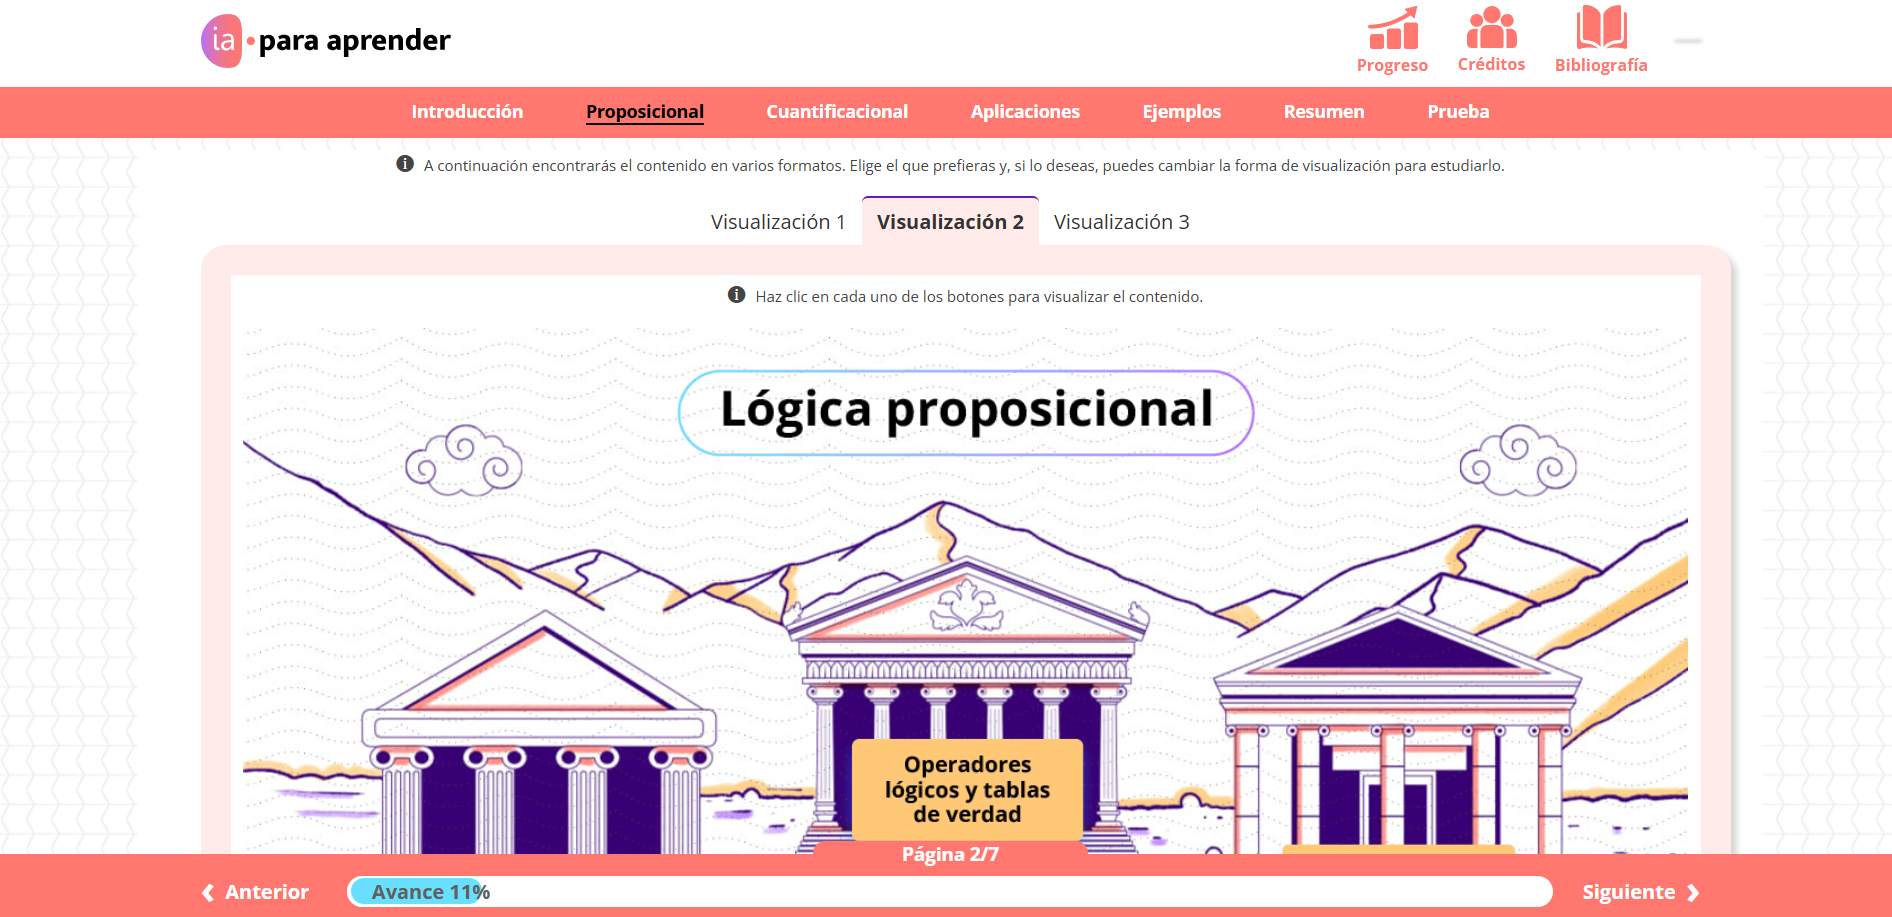 ia para aprender
Progreso
Créditos
Bibliografía
Introducción
Proposicional
Cuantificacional
Aplicaciones
Ejemplos
Resumen
Prueba
A continuación encontrarás el contenido en varios formatos. Elige el que prefieras y, si lo deseas, puedes cambiar la forma de visualización para estudiarlo.
Visualización 1
Visualización 2
Visualización 3
Haz clic en cada uno de los botones para visualizar el contenido.
Lógica proposicional
Operadores
lógicos y tablas
de verdad
Página 2/7
Anterior
Avance 11%
Siguiente